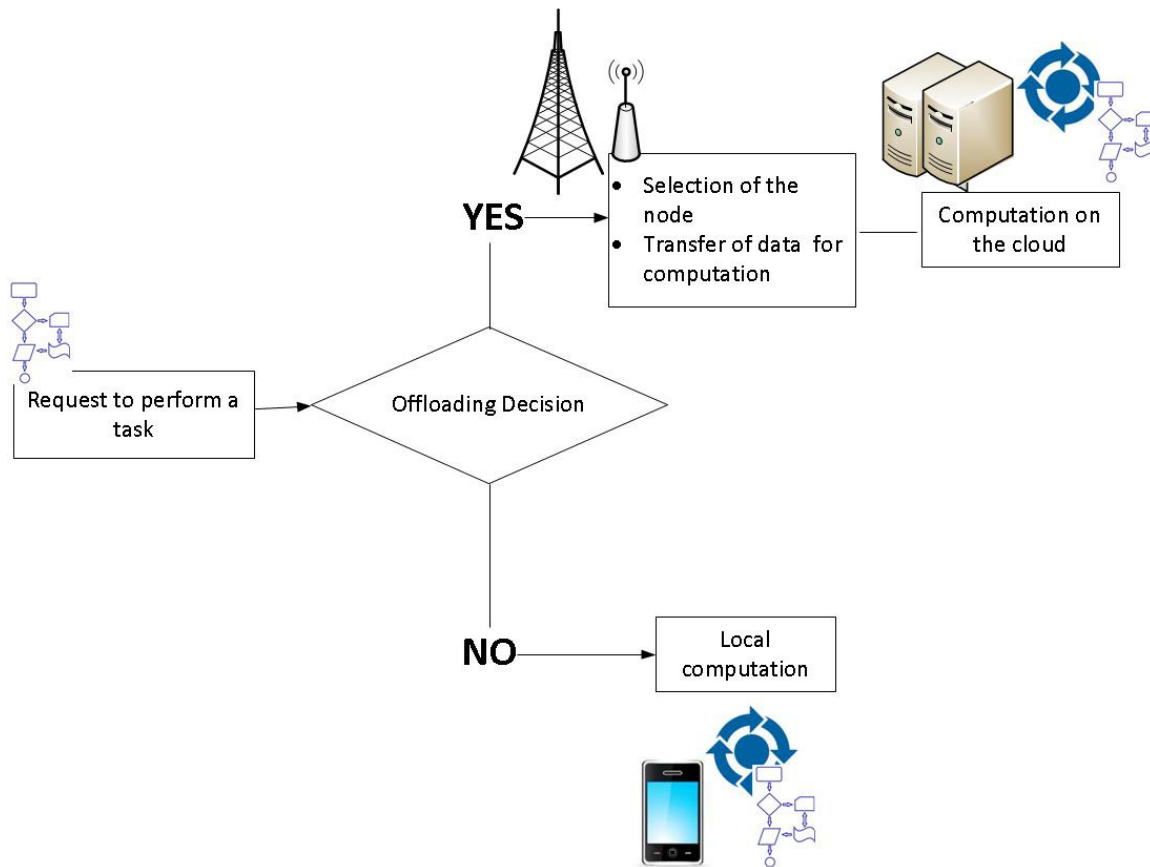 YES
• Selection of the
node
• Transfer of data for
computation
Computation on
the cloud
Request to perform a
task
Offloading Decision
NO
Local
computation